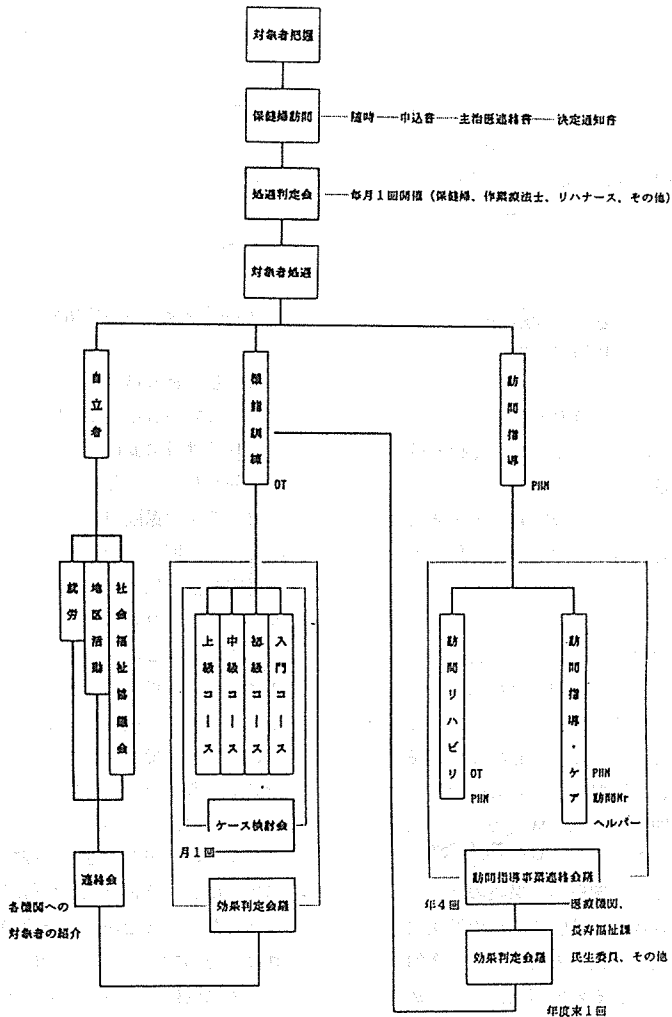 対象者把握
保健婦訪問
随時
申込書
主治医連絡書
決定通知書
処遇判定会
毎月1回開催(保健婦、作業療法士、リハナース、その他)
対象者処遇
自立者
機能訓練
OT
訪問指導
PHN
就労
地区活動
社会福祉協議会
上級コース
中級コース
初級コース
入門コース
訪問リハビリ
OT
PHN
訪問指導・ケア
PHN
訪問Nr
ヘルパー
ケース検討会
月1回
連絡会
各機関への
対象者の紹介
効果判定会議
訪問指導事業連絡会議
年4回
医療機関、
長寿福祉課
民生委員、その他
効果判定会議
年度末1回